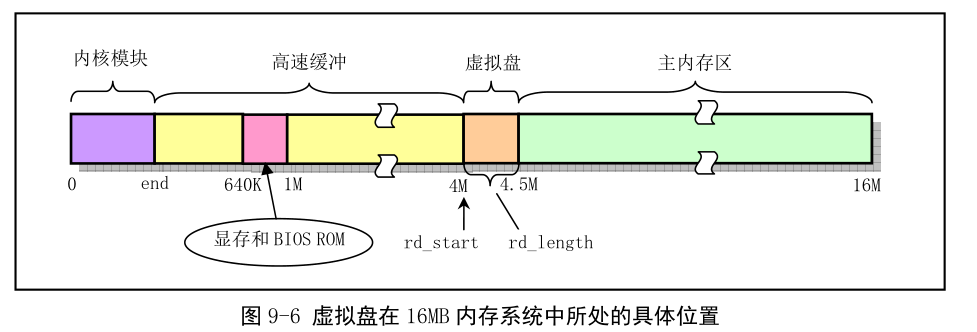 内核模块 高速缓冲 虚拟盘 主内存区
0 end 640K 1M 4M 4.5M 16M
显存和 BIOS ROM
rd_start rd_length
图 9-6 虚拟盘在 16MB 内存系统中所处的具体位置